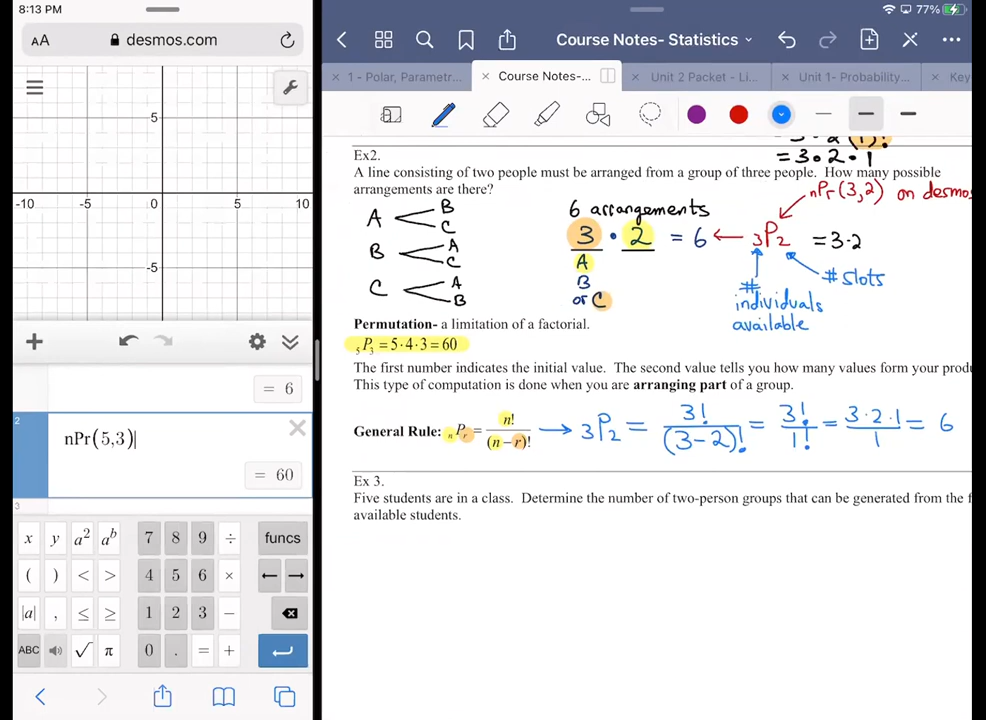 8:13 PM
77%
AA desmos.com
5
-10 -5 0 5 10
-5
= 6
2
nPr(5,3)
= 60
3
x y a² aᵇ 7 8 9 ÷ funcs
( ) < > 4 5 6 × ← →
|a| , ≤ ≥ 1 2 3 −
ABC √ π 0 . = +
Course Notes- Statistics
× 1 - Polar, Parametr...
× Course Notes-...
× Unit 2 Packet - Li...
× Unit 1- Probability...
× Key
= 3·2·1
Ex2.
A line consisting of two people must be arranged from a group of three people. How many possible
arrangements are there?
nPr(3,2) on desmos
A B C
B A C
C A B
6 arrangements
3 · 2 = 6 ← ₃P₂ = 3·2
A
B
or C
# individuals available
# slots
Permutation- a limitation of a factorial.
₅P₃ = 5·4·3 = 60
The first number indicates the initial value. The second value tells you how many values form your produ
This type of computation is done when you are arranging part of a group.
General Rule: ₙPᵣ = n!/(n−r)! → ₃P₂ = 3!/(3-2)! = 3!/1! = 3·2·1/1 = 6
Ex 3.
Five students are in a class. Determine the number of two-person groups that can be generated from the f
available students.